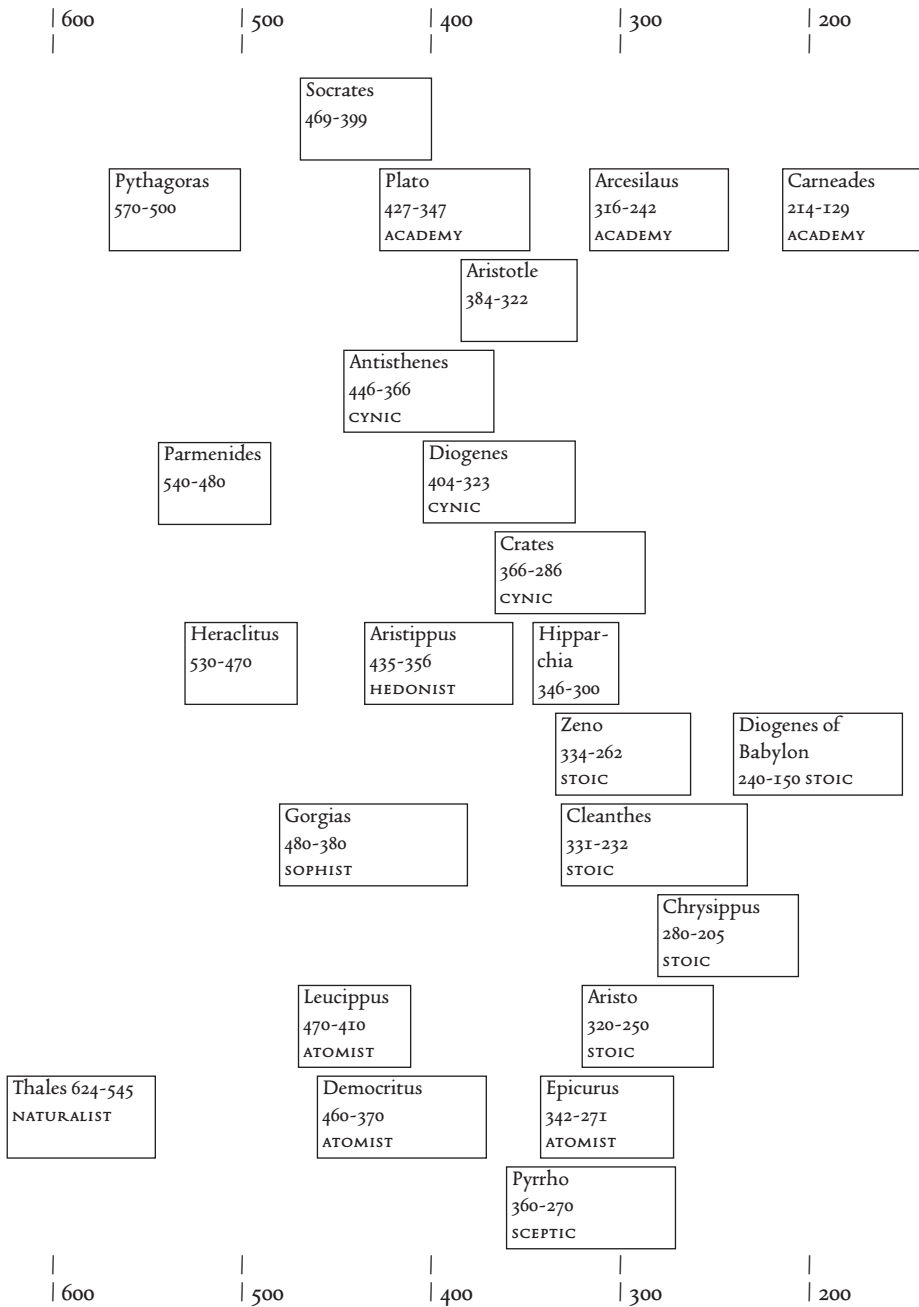 | 600 | 500 | 400 | 300 | 200
| | | | |
Socrates
469-399
Pythagoras
570-500
Plato
427-347
ACADEMY
Arcesilaus
316-242
ACADEMY
Carneades
214-129
ACADEMY
Aristotle
384-322
Antisthenes
446-366
CYNIC
Parmenides
540-480
Diogenes
404-323
CYNIC
Crates
366-286
CYNIC
Heraclitus
530-470
Aristippus
435-356
HEDONIST
Hippar-
chia
346-300
Zeno
334-262
STOIC
Diogenes of
Babylon
240-150 STOIC
Gorgias
480-380
SOPHIST
Cleanthes
331-232
STOIC
Chrysippus
280-205
STOIC
Leucippus
470-410
ATOMIST
Aristo
320-250
STOIC
Thales 624-545
NATURALIST
Democritus
460-370
ATOMIST
Epicurus
342-271
ATOMIST
Pyrrho
360-270
SCEPTIC
| | | | |
| 600 | 500 | 400 | 300 | 200